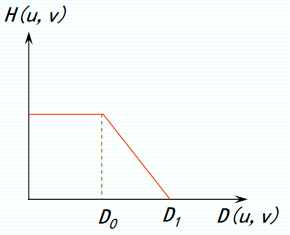 H(u, v)
D₀ D₁ D(u, v)